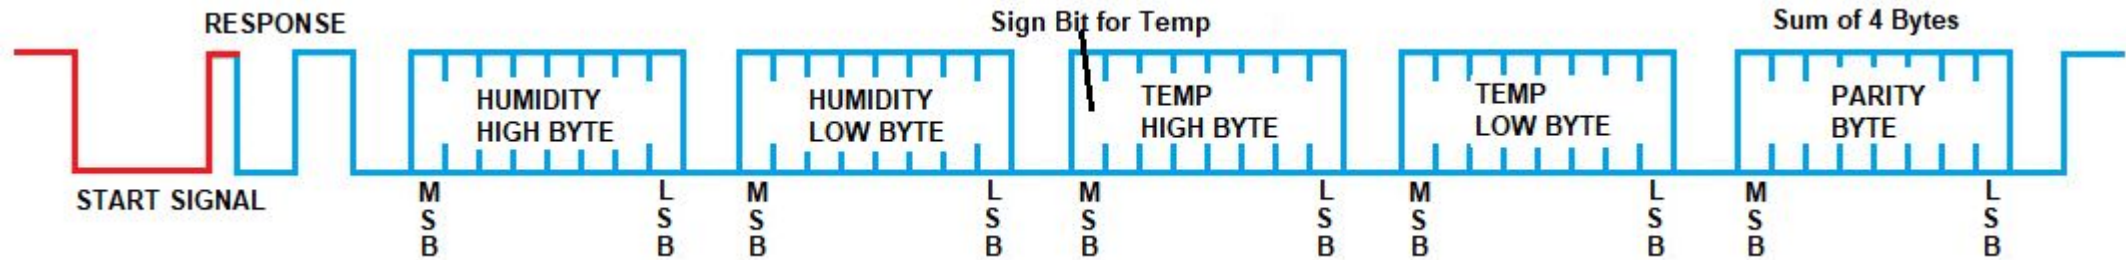 RESPONSE
Sign Bit for Temp
Sum of 4 Bytes
HUMIDITY
HIGH BYTE
HUMIDITY
LOW BYTE
TEMP
HIGH BYTE
TEMP
LOW BYTE
PARITY
BYTE
START SIGNAL
M
S
B
L
S
B
M
S
B
L
S
B
M
S
B
L
S
B
M
S
B
L
S
B
M
S
B
L
S
B